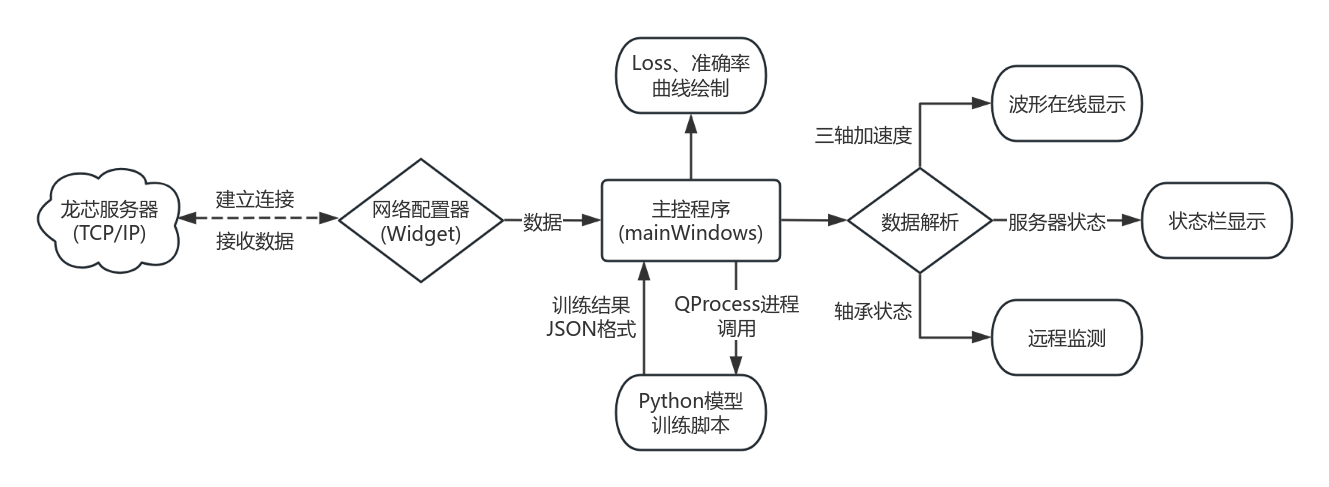 Loss、准确率
曲线绘制
波形在线显示
三轴加速度
龙芯服务器
(TCP/IP)
建立连接
接收数据
网络配置器
(Widget)
数据
主控程序
(mainWindows)
数据解析
服务器状态
状态栏显示
训练结果
JSON格式
QProcess进程
调用
轴承状态
远程监测
Python模型
训练脚本